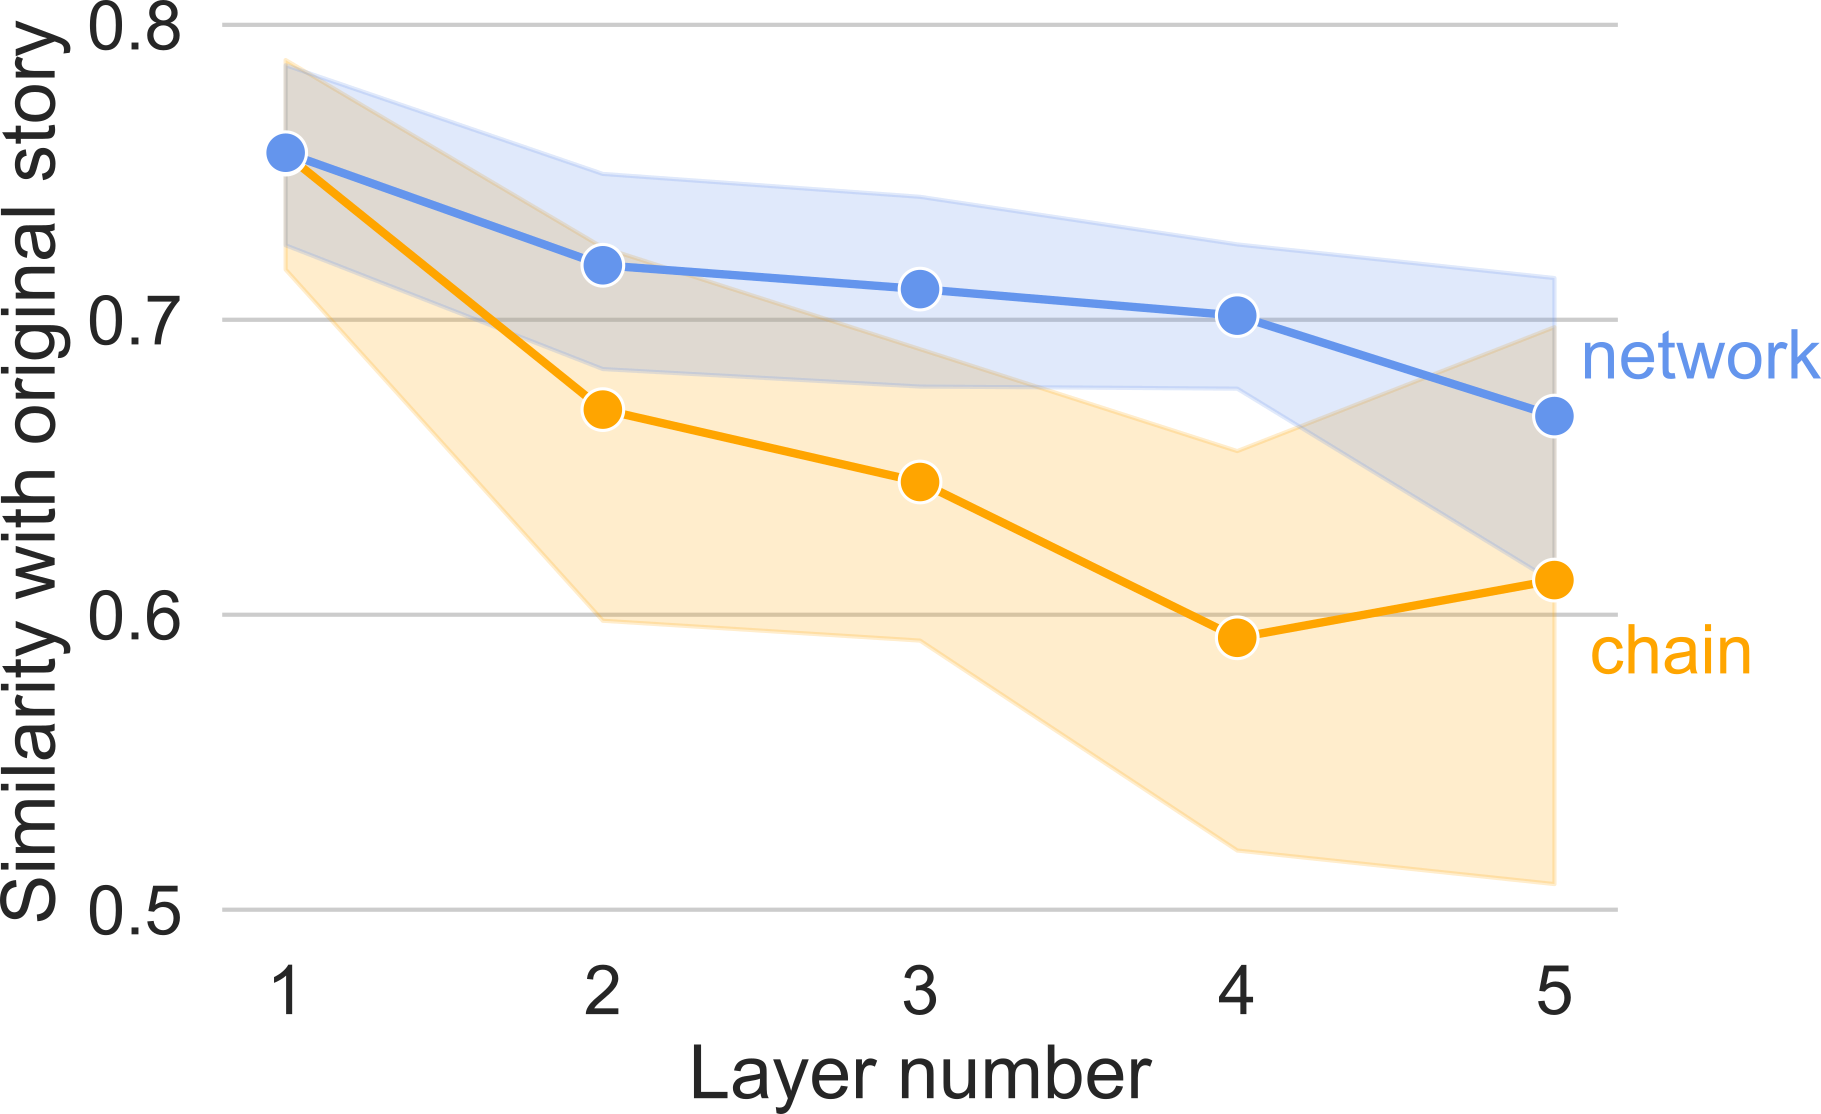 Similarity with original story
0.8
0.7
0.6
0.5
network
chain
1 2 3 4 5
Layer number